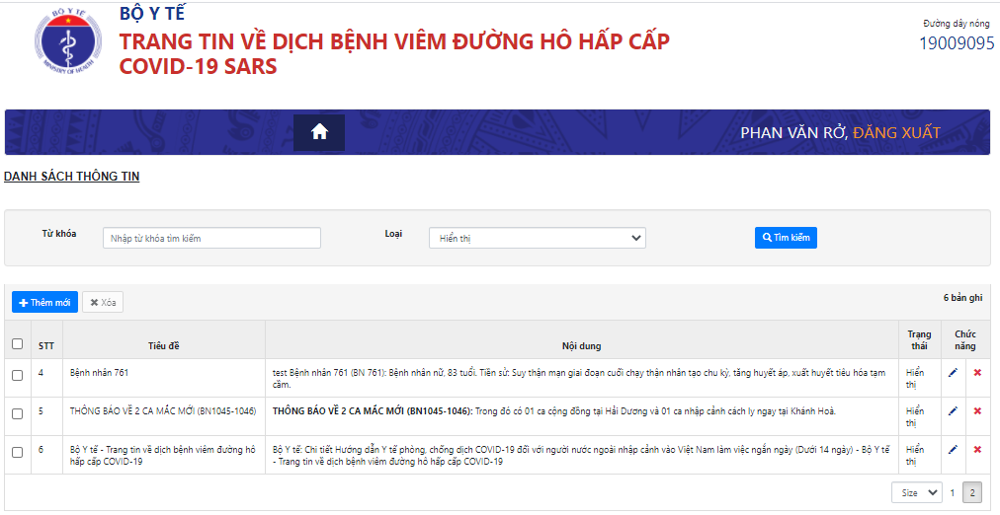 BỘ Y TẾ
MINISTRY OF HEALTH
BỘ Y TẾ
TRANG TIN VỀ DỊCH BỆNH VIÊM ĐƯỜNG HÔ HẤP CẤP
COVID-19 SARS
Đường dây nóng
19009095
PHAN VĂN RỞ, ĐĂNG XUẤT
DANH SÁCH THÔNG TIN
Từ khóa Nhập từ khóa tìm kiếm Loại Hiển thị Tìm kiếm
Thêm mới Xóa 6 bản ghi
STT Tiêu đề Nội dung Trạng thái Chức năng
4 Bệnh nhân 761 test Bệnh nhân 761 (BN 761): Bệnh nhân nữ, 83 tuổi. Tiền sử: Suy thận mạn giai đoạn cuối chạy thận nhân tạo chu kỳ, tăng huyết áp, xuất huyết tiêu hóa tạm Hiển
cầm. thị
5 THÔNG BÁO VỀ 2 CA MẮC MỚI (BN1045-1046) THÔNG BÁO VỀ 2 CA MẮC MỚI (BN1045-1046): Trong đó có 01 ca cộng đồng tại Hải Dương và 01 ca nhập cảnh cách ly ngay tại Khánh Hoà. Hiển
thị
6 Bộ Y tế - Trang tin về dịch bệnh viêm đường hô Bộ Y tế: Chi tiết Hướng dẫn Y tế phòng, chống dịch COVID-19 đối với người nước ngoài nhập cảnh vào Việt Nam làm việc ngắn ngày (Dưới 14 ngày) - Bộ Y tế Hiển
hấp cấp COVID-19 - Trang tin về dịch bệnh viêm đường hô hấp cấp COVID-19 thị
Size 1 2